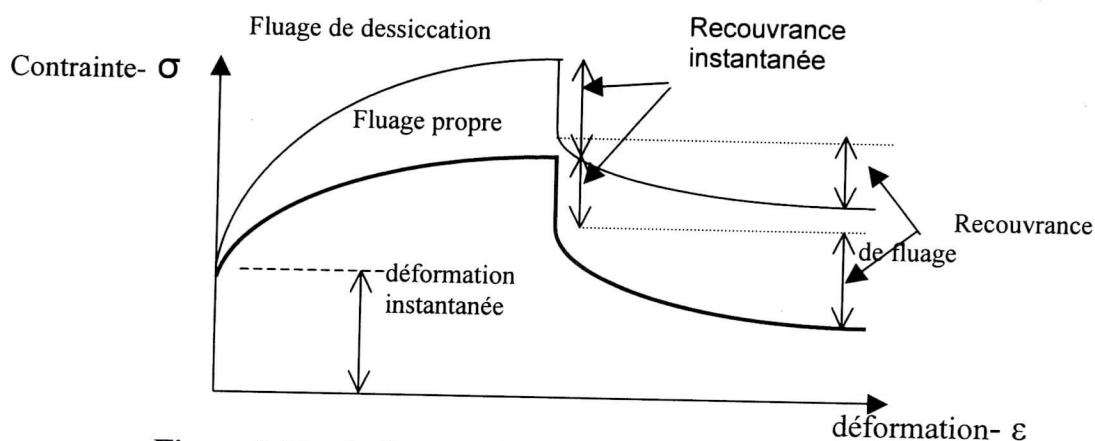 Fluage de dessiccation
Recouvrance
instantanée
Contrainte- σ
Fluage propre
Recouvrance
de fluage
déformation
instantanée
déformation- ε